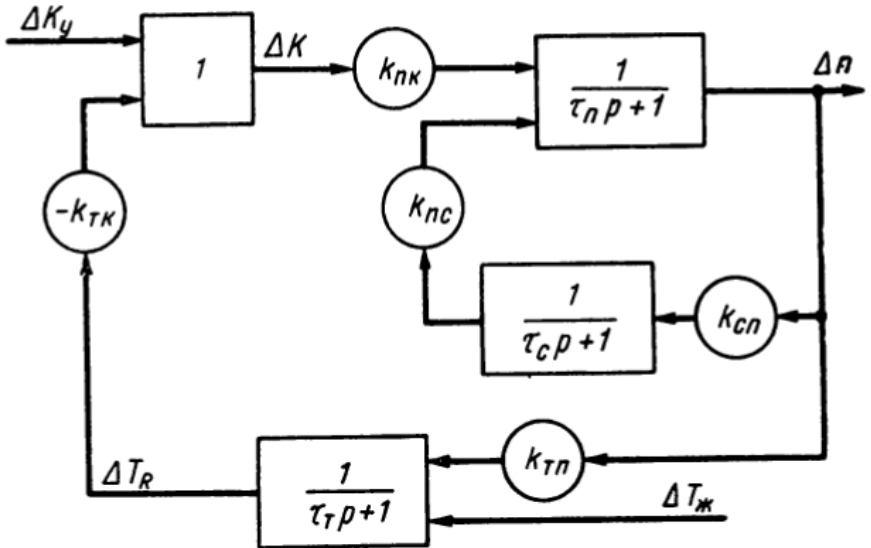 ΔKу
1
ΔK
kпк
1
τп p + 1
Δп
-kтк
kпс
1
τс p + 1
kсп
ΔTR
1
τт p + 1
kтп
ΔTж